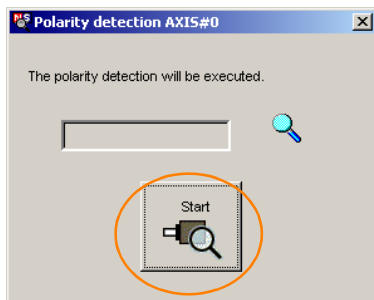 Polarity detection AXIS#0
The polarity detection will be executed.
Start